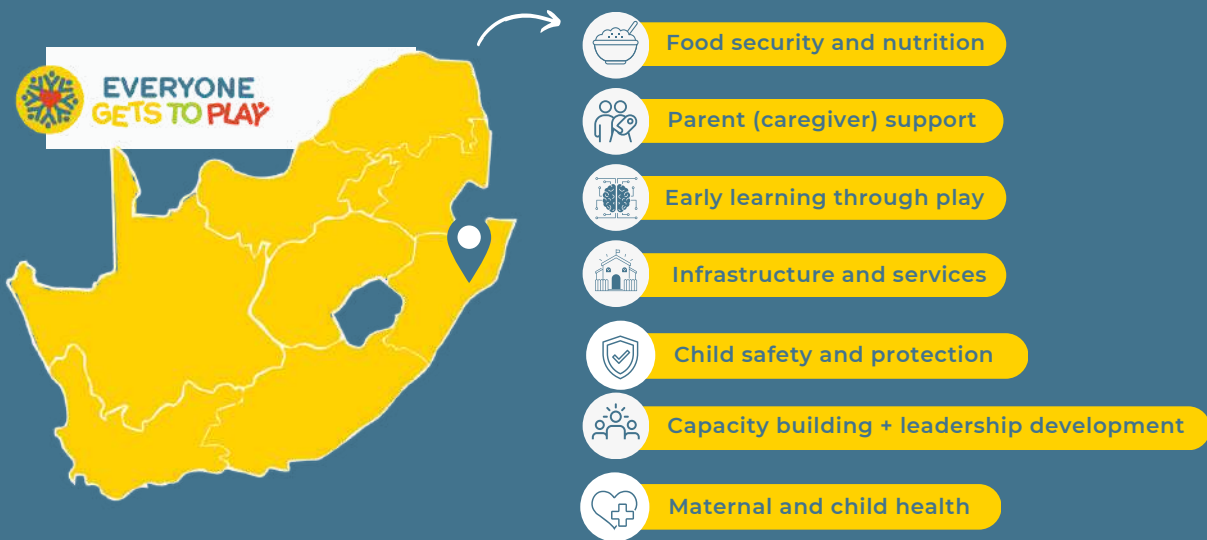 EVERYONE
GETS TO PLAY
Food security and nutrition
Parent (caregiver) support
Early learning through play
Infrastructure and services
Child safety and protection
Capacity building + leadership development
Maternal and child health